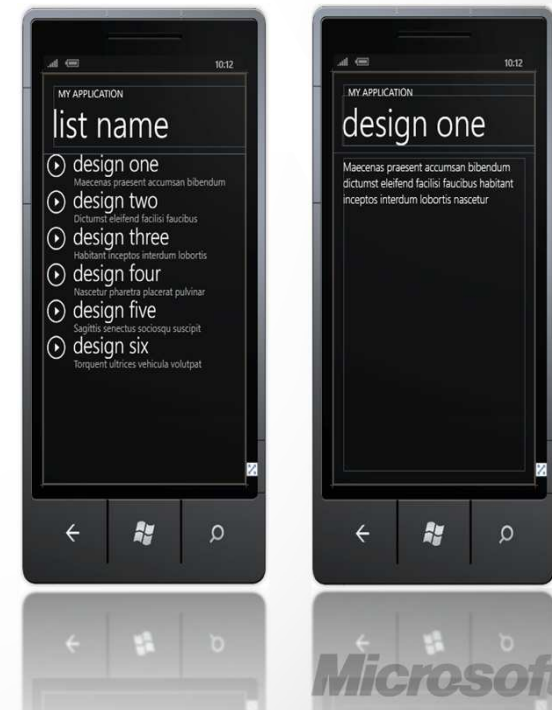 10:12
MY APPLICATION
list name
design one
Maecenas praesent accumsan bibendum
design two
Dictumst eleifend facilisi faucibus
design three
Habitant inceptos interdum lobortis
design four
Nascetur pharetra placerat pulvinar
design five
Sagittis senectus sociosqu suscipit
design six
Torquent ultrices vehicula volutpat
10:12
MY APPLICATION
design one
Maecenas praesent accumsan bibendum
dictumst eleifend facilisi faucibus habitant
inceptos interdum lobortis nascetur
Microsoft